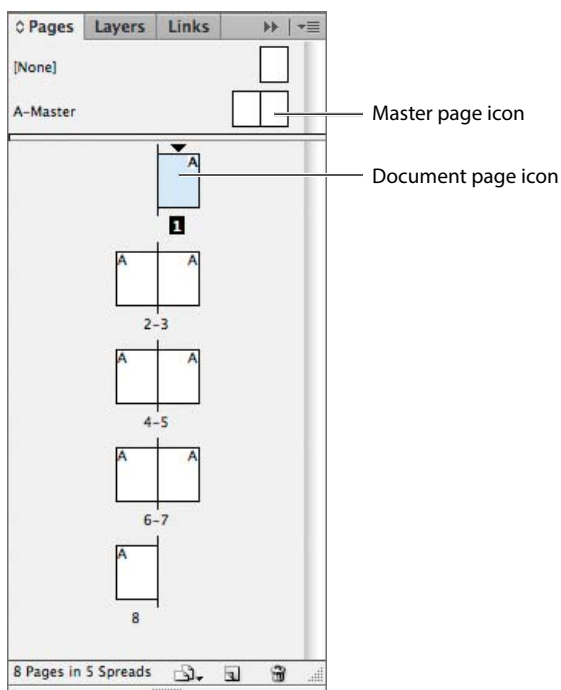 Pages Layers Links
[None]
A-Master
Master page icon
A
Document page icon
1
A A
2-3
A A
4-5
A A
6-7
A
8
8 Pages in 5 Spreads